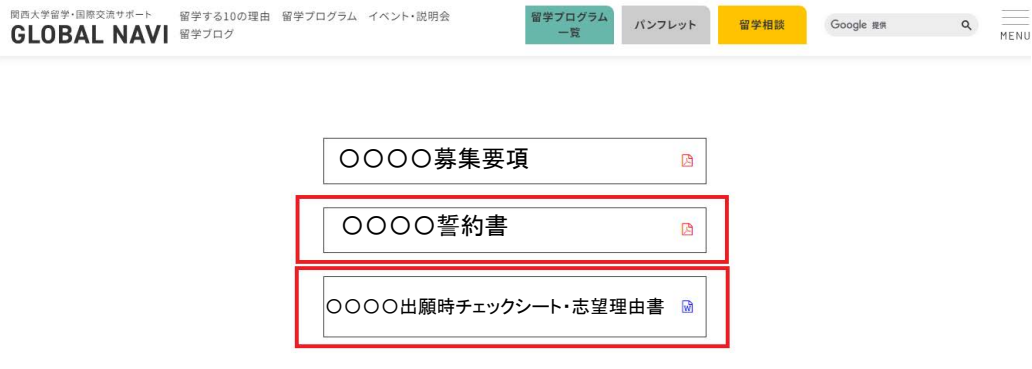 関西大学留学・国際交流サポート
GLOBAL NAVI
留学する10の理由 留学プログラム イベント・説明会
留学ブログ
留学プログラム
一覧
パンフレット
留学相談
Google 提供
MENU
〇〇〇〇募集要項
〇〇〇〇誓約書
〇〇〇〇出願時チェックシート・志望理由書